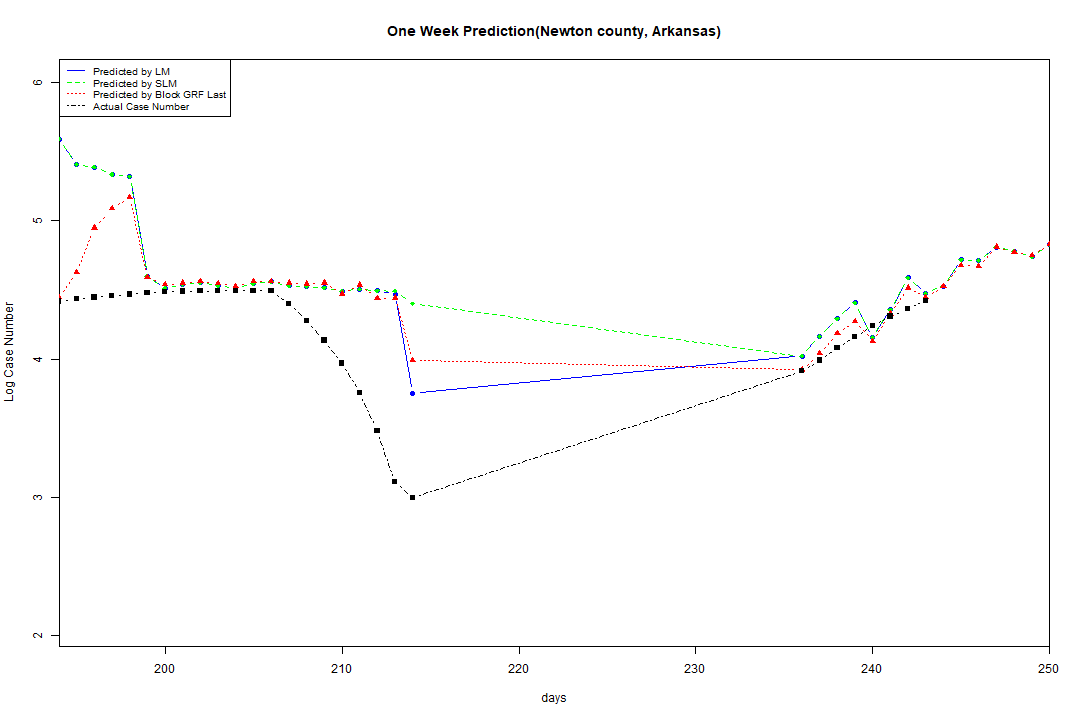 One Week Prediction(Newton county, Arkansas)
Predicted by LM
Predicted by SLM
Predicted by Block GRF Last
Actual Case Number
6
5
4
3
2
Log Case Number
200 210 220 230 240 250
days